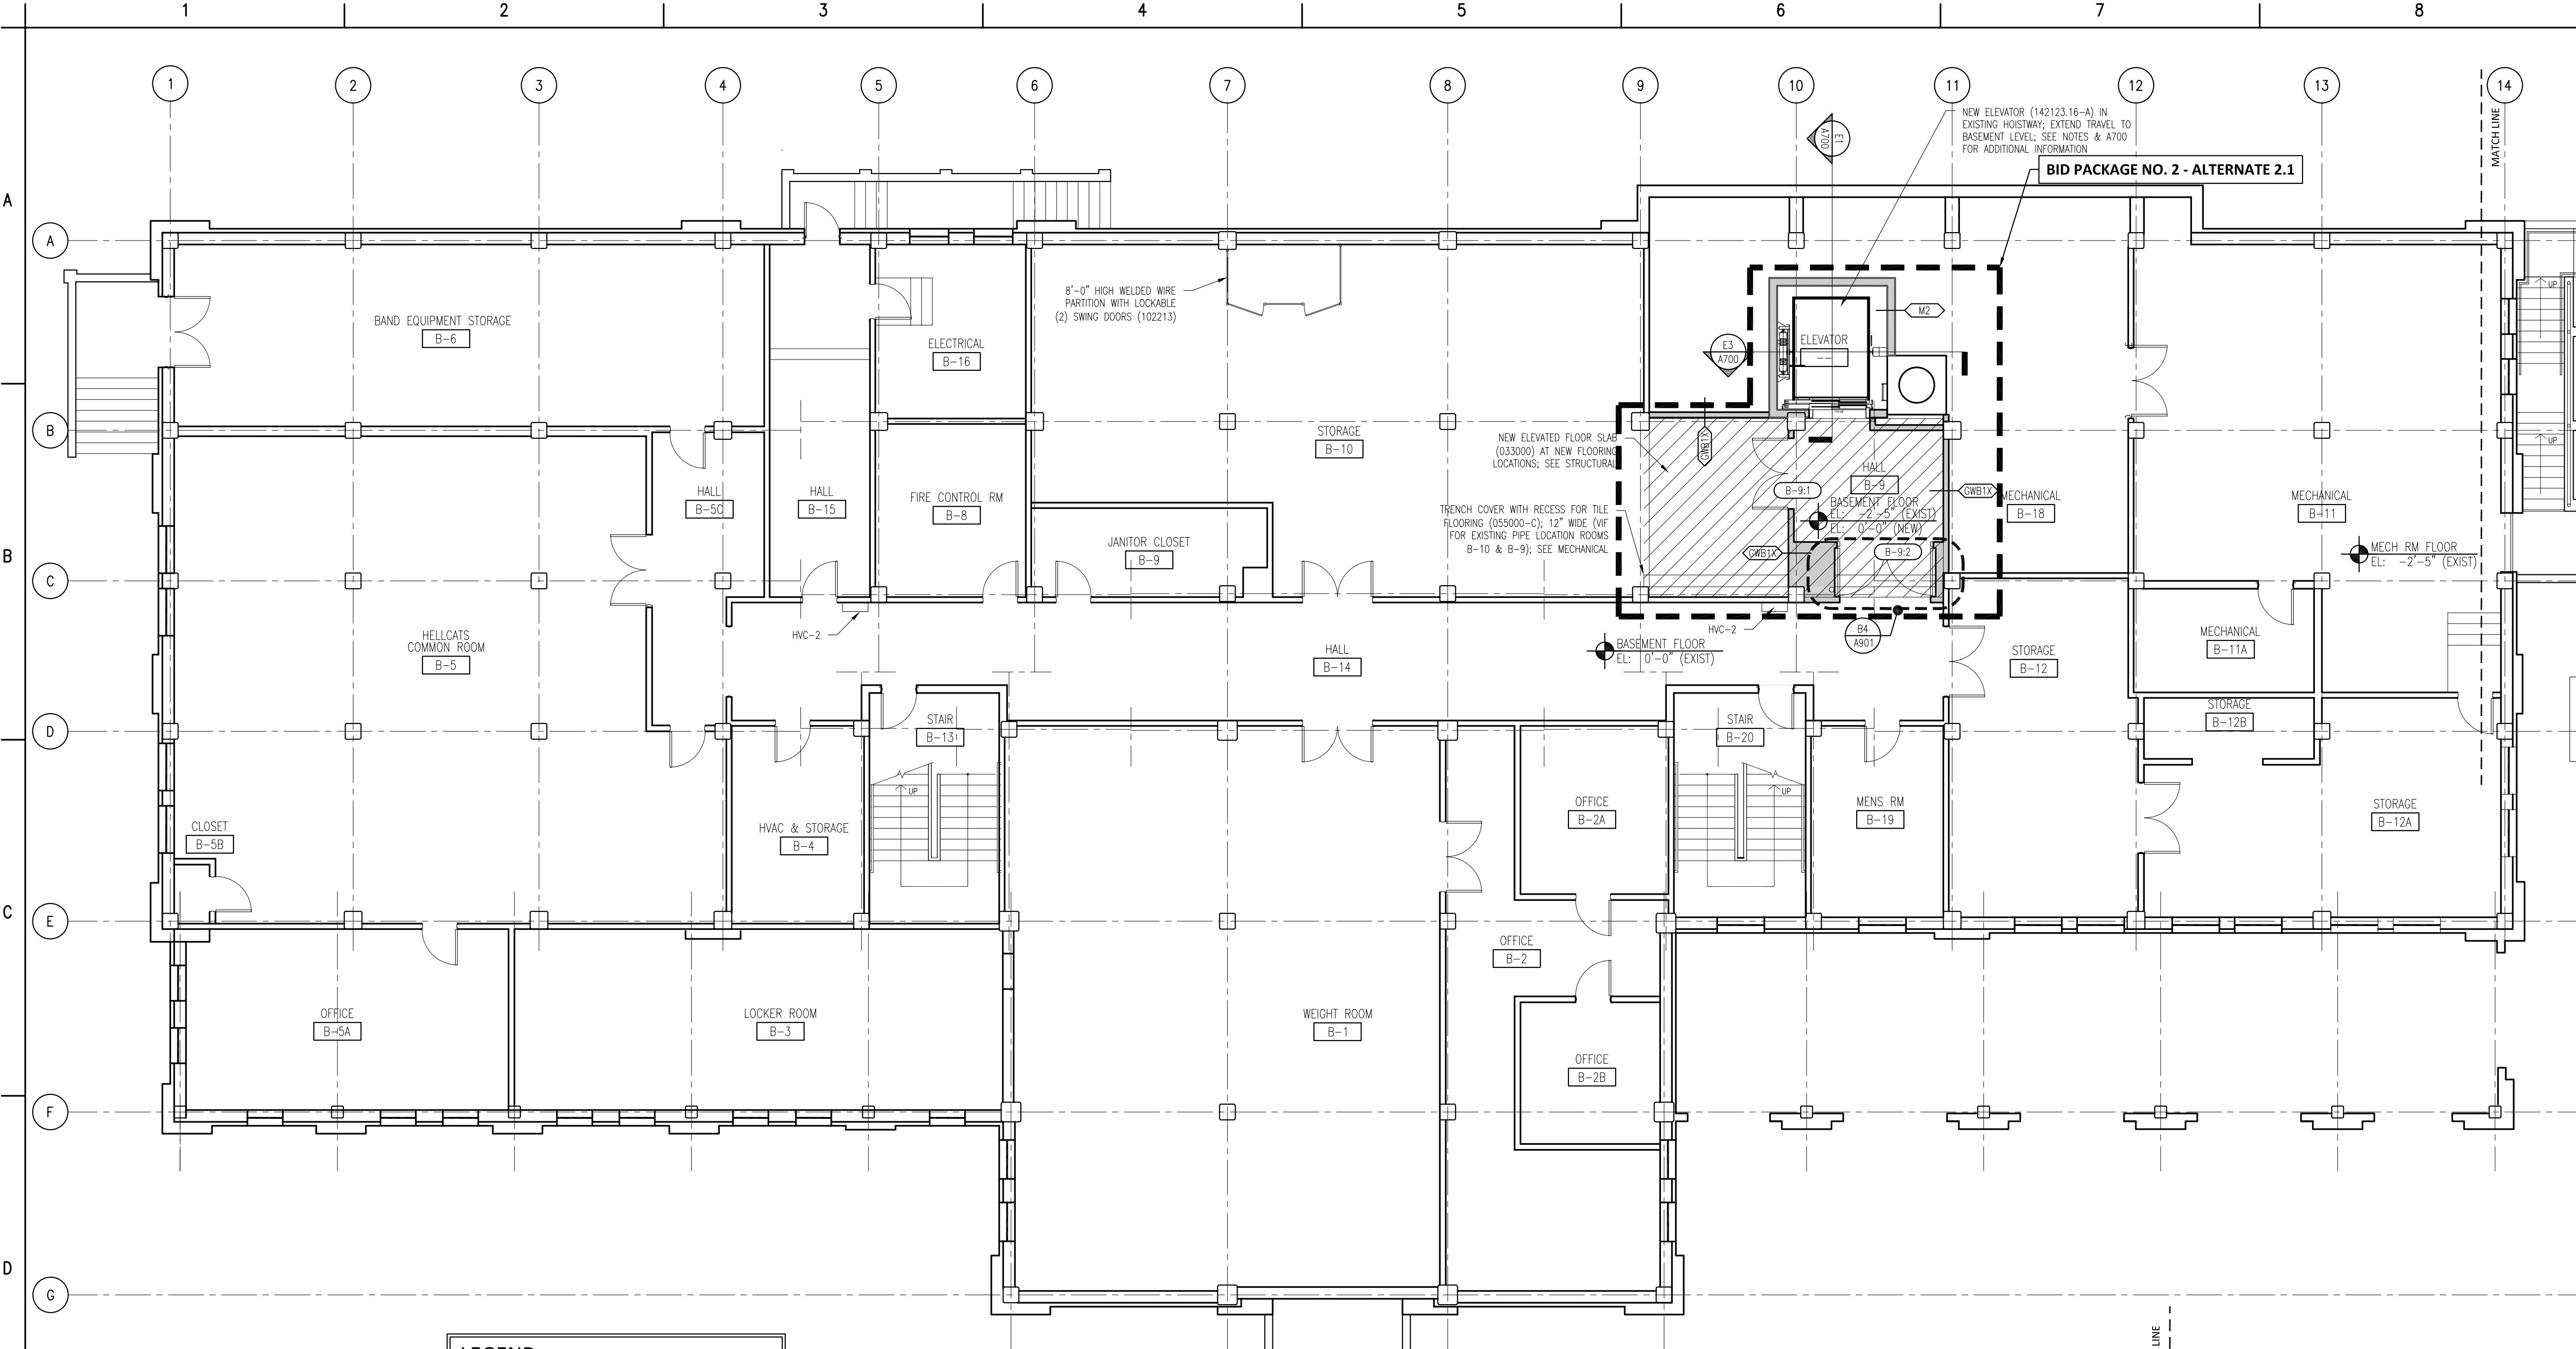 1 2 3 4 5 6 7 8
1 2 3 4 5 6 7 8 9 10 11 12 13 14
A
B
C
D
A
B
C
D
E
F
G
MATCH LINE
NEW ELEVATOR (142123.16-A) IN
EXISTING HOISTWAY; EXTEND TRAVEL TO
BASEMENT LEVEL; SEE NOTES & A700
FOR ADDITIONAL INFORMATION
BID PACKAGE NO. 2 - ALTERNATE 2.1
E1
A700
8'-0" HIGH WELDED WIRE
PARTITION WITH LOCKABLE
(2) SWING DOORS (102213)
BAND EQUIPMENT STORAGE
B-6
ELECTRICAL
B-16
E3
A700
ELEVATOR
M2
UP
UP
STORAGE
B-10
NEW ELEVATED FLOOR SLAB
(033000) AT NEW FLOORING
LOCATIONS; SEE STRUCTURAL
GWB1X
HALL
B-9
B-9:1
GWB1X
BASEMENT FLOOR
EL: -2'-5" (EXIST)
EL: 0'-0" (NEW)
MECHANICAL
B-18
MECHANICAL
B-11
HALL
B-5C
HALL
B-15
FIRE CONTROL RM
B-8
TRENCH COVER WITH RECESS FOR TILE
FLOORING (055000-C); 12" WIDE (VIF
FOR EXISTING PIPE LOCATION ROOMS
B-10 & B-9); SEE MECHANICAL
JANITOR CLOSET
B-9
GWB1X
B-9:2
MECH RM FLOOR
EL: -2'-5" (EXIST)
HELLCATS
COMMON ROOM
B-5
HVC-2
HVC-2
B4
A901
BASEMENT FLOOR
EL: 0'-0" (EXIST)
HALL
B-14
STORAGE
B-12
MECHANICAL
B-11A
STORAGE
B-12B
STAIR
B-13
UP
STAIR
B-20
UP
CLOSET
B-5B
HVAC & STORAGE
B-4
OFFICE
B-2A
MENS RM
B-19
STORAGE
B-12A
OFFICE
B-2
OFFICE
B-5A
LOCKER ROOM
B-3
WEIGHT ROOM
B-1
OFFICE
B-2B
LEGEND
LINE